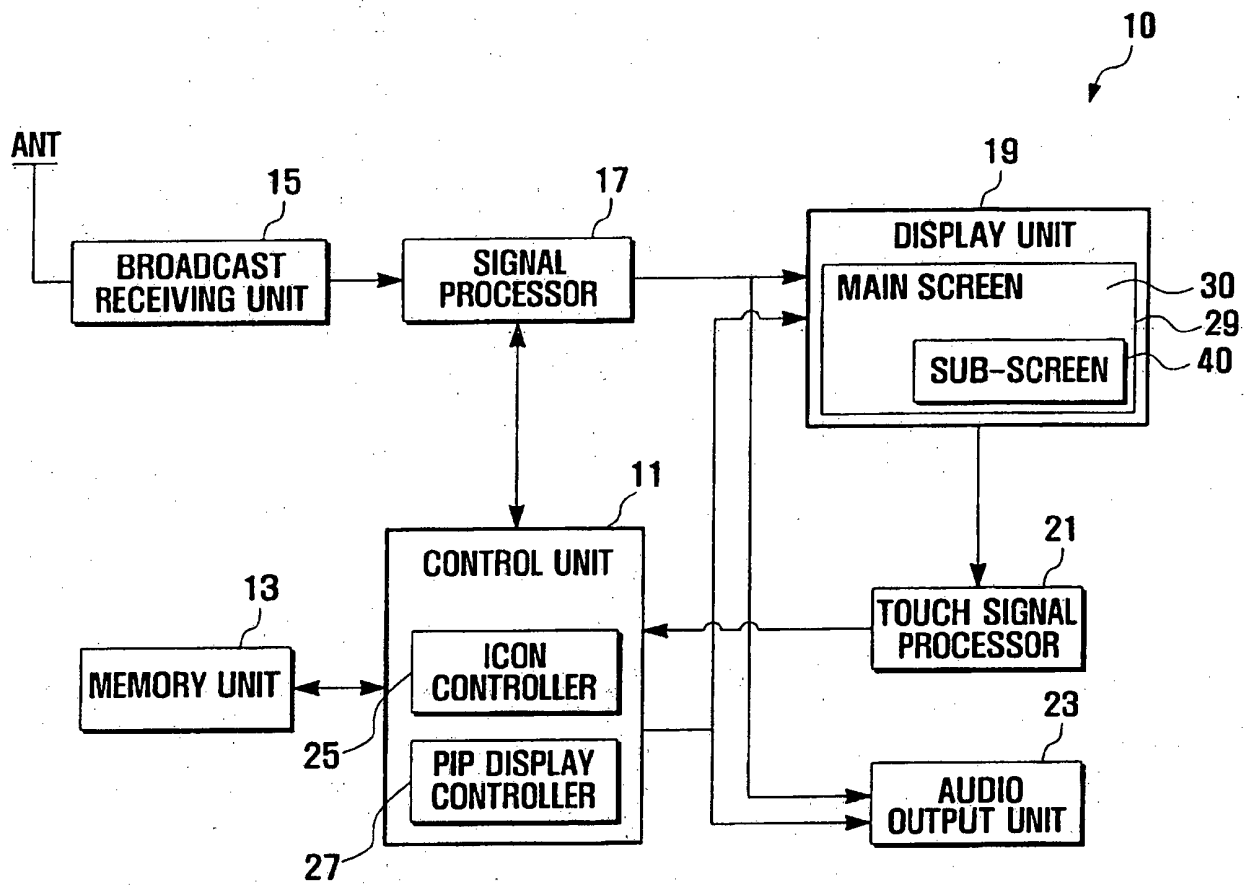 10
ANT
15
17
19
BROADCAST
RECEIVING UNIT
SIGNAL
PROCESSOR
DISPLAY UNIT
MAIN SCREEN
30
29
SUB-SCREEN
40
11
CONTROL UNIT
21
TOUCH SIGNAL
PROCESSOR
13
MEMORY UNIT
ICON
CONTROLLER
25
23
PIP DISPLAY
CONTROLLER
AUDIO
OUTPUT UNIT
27